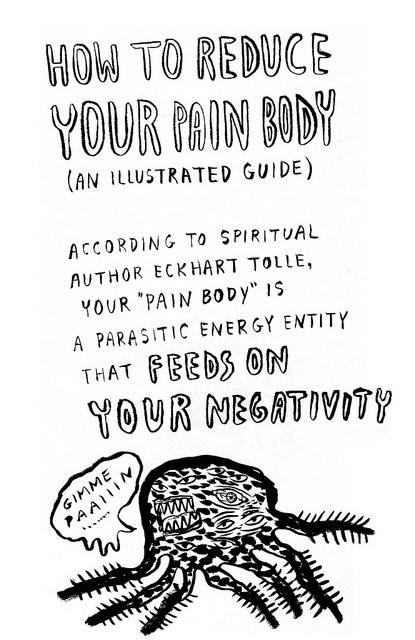 HOW TO REDUCE
YOUR PAIN BODY
(AN ILLUSTRATED GUIDE)
ACCORDING TO SPIRITUAL
AUTHOR ECKHART TOLLE,
YOUR "PAIN BODY" IS
A PARASITIC ENERGY ENTITY
THAT FEEDS ON
YOUR NEGATIVITY
GIMME
PAAIIIN
......